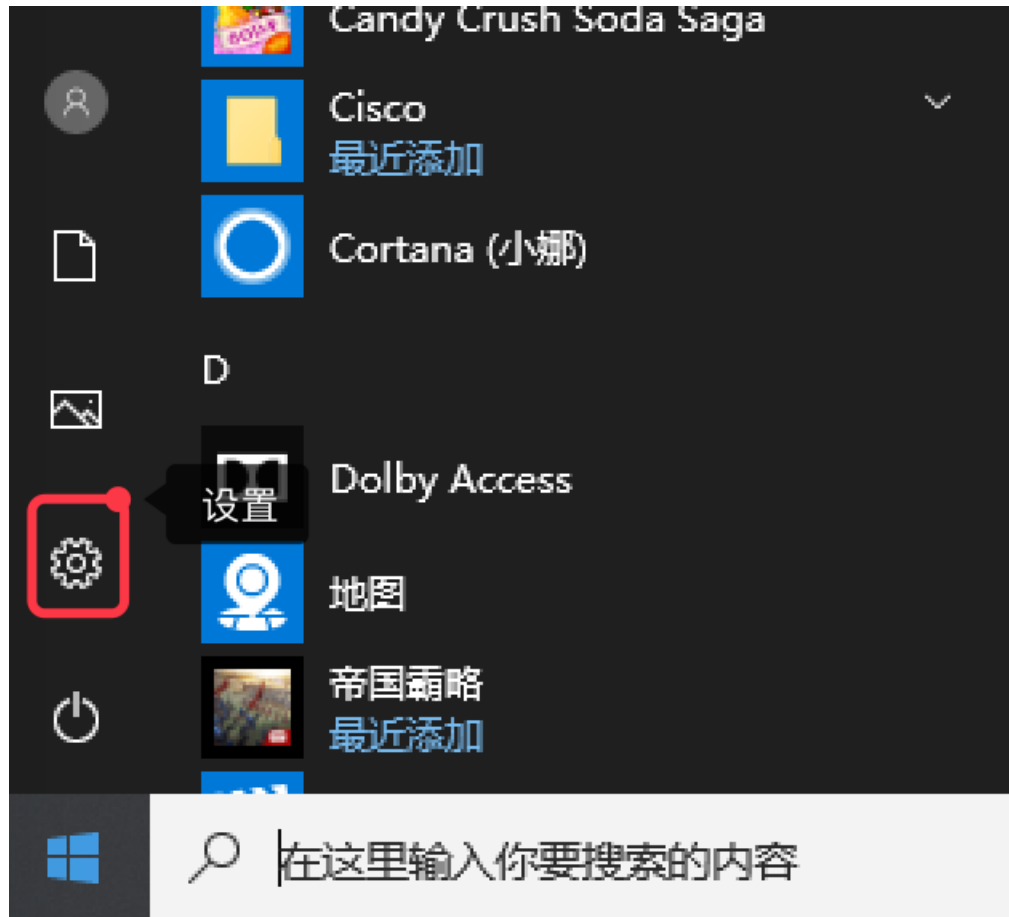 Candy Crush Soda Saga
Cisco
最近添加
Cortana (小娜)
D
Dolby Access
设置
地图
帝国霸略
最近添加
在这里输入你要搜索的内容